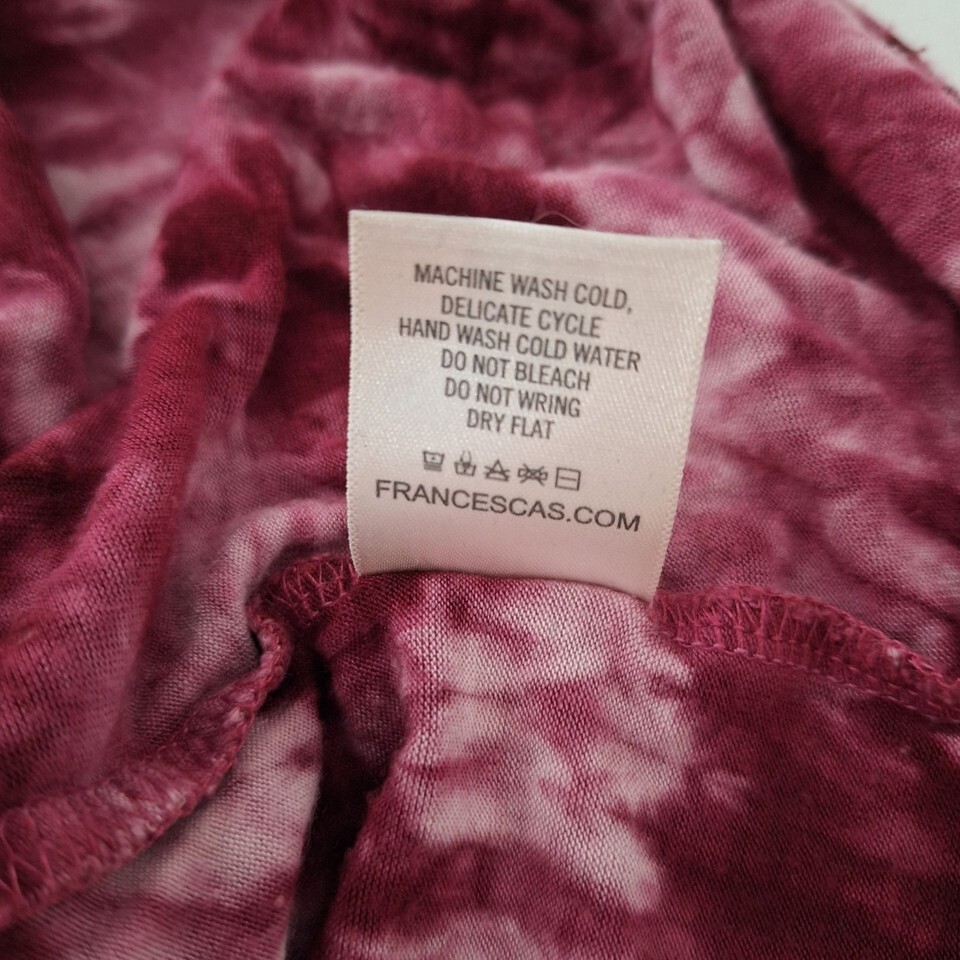 MACHINE WASH COLD,
DELICATE CYCLE
HAND WASH COLD WATER
DO NOT BLEACH
DO NOT WRING
DRY FLAT
FRANCESCAS.COM